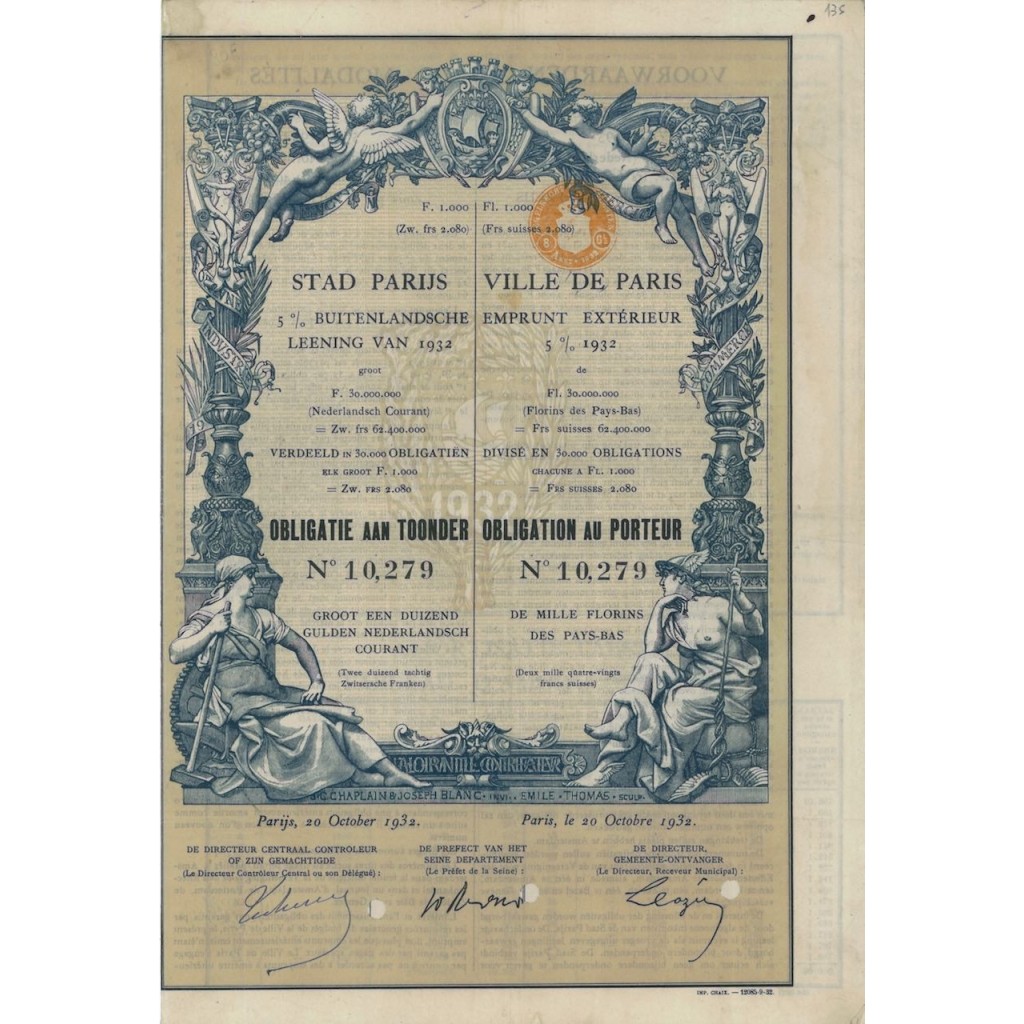 135
F. 1.000
(Zw. frs 2.080)
STAD PARIJS
5 % BUITENLANDSCHE
LEENING VAN 1932
groot
F. 30.000.000
(Nederlandsch Courant)
= Zw. frs 62.400.000
VERDEELD IN 30.000 OBLIGATIEN
ELK GROOT F. 1.000
= Zw. FRS 2.080
OBLIGATIE AAN TOONDER
N° 10,279
GROOT EEN DUIZEND
GULDEN NEDERLANDSCH
COURANT
(Twee duizend tachtig
Zwitsersche Franken)
Fl. 1.000
(Frs suisses 2.080)
VILLE DE PARIS
EMPRUNT EXTÉRIEUR
5 % 1932
de
Fl. 30.000.000
(Florins des Pays-Bas)
= Frs suisses 62.400.000
DIVISÉ EN 30.000 OBLIGATIONS
CHACUNE A FL. 1.000
= FRS SUISSES 2.080
OBLIGATION AU PORTEUR
N° 10,279
DE MILLE FLORINS
DES PAYS-BAS
(Deux mille quatre-vingts
francs suisses)
1932
J.C. CHAPLAIN & JOSEPH BLANC · INV. · EMILE · THOMAS · SCULP.
Parijs, 20 October 1932.
Paris, le 20 Octobre 1932.
DE DIRECTEUR CENTRAAL CONTRÔLEUR
OF ZIJN GEMACHTIGDE
(Le Directeur Contrôleur Central ou son Délégué) :
DE PREFECT VAN HET
SEINE DEPARTEMENT
(Le Préfet de la Seine) :
DE DIRECTEUR,
GEMEENTE-ONTVANGER
(Le Directeur, Receveur Municipal) :
IMP. CHAIX. — 12985-9-32.